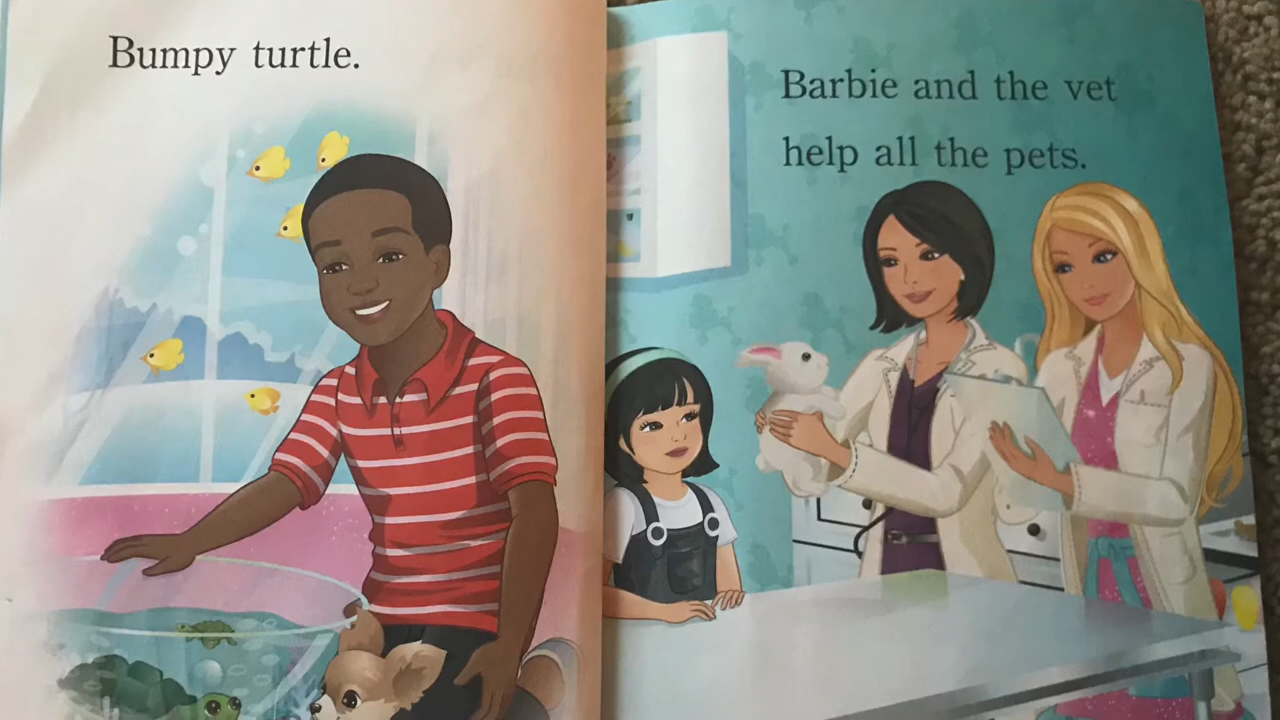 Bumpy turtle.
Barbie and the vet
help all the pets.